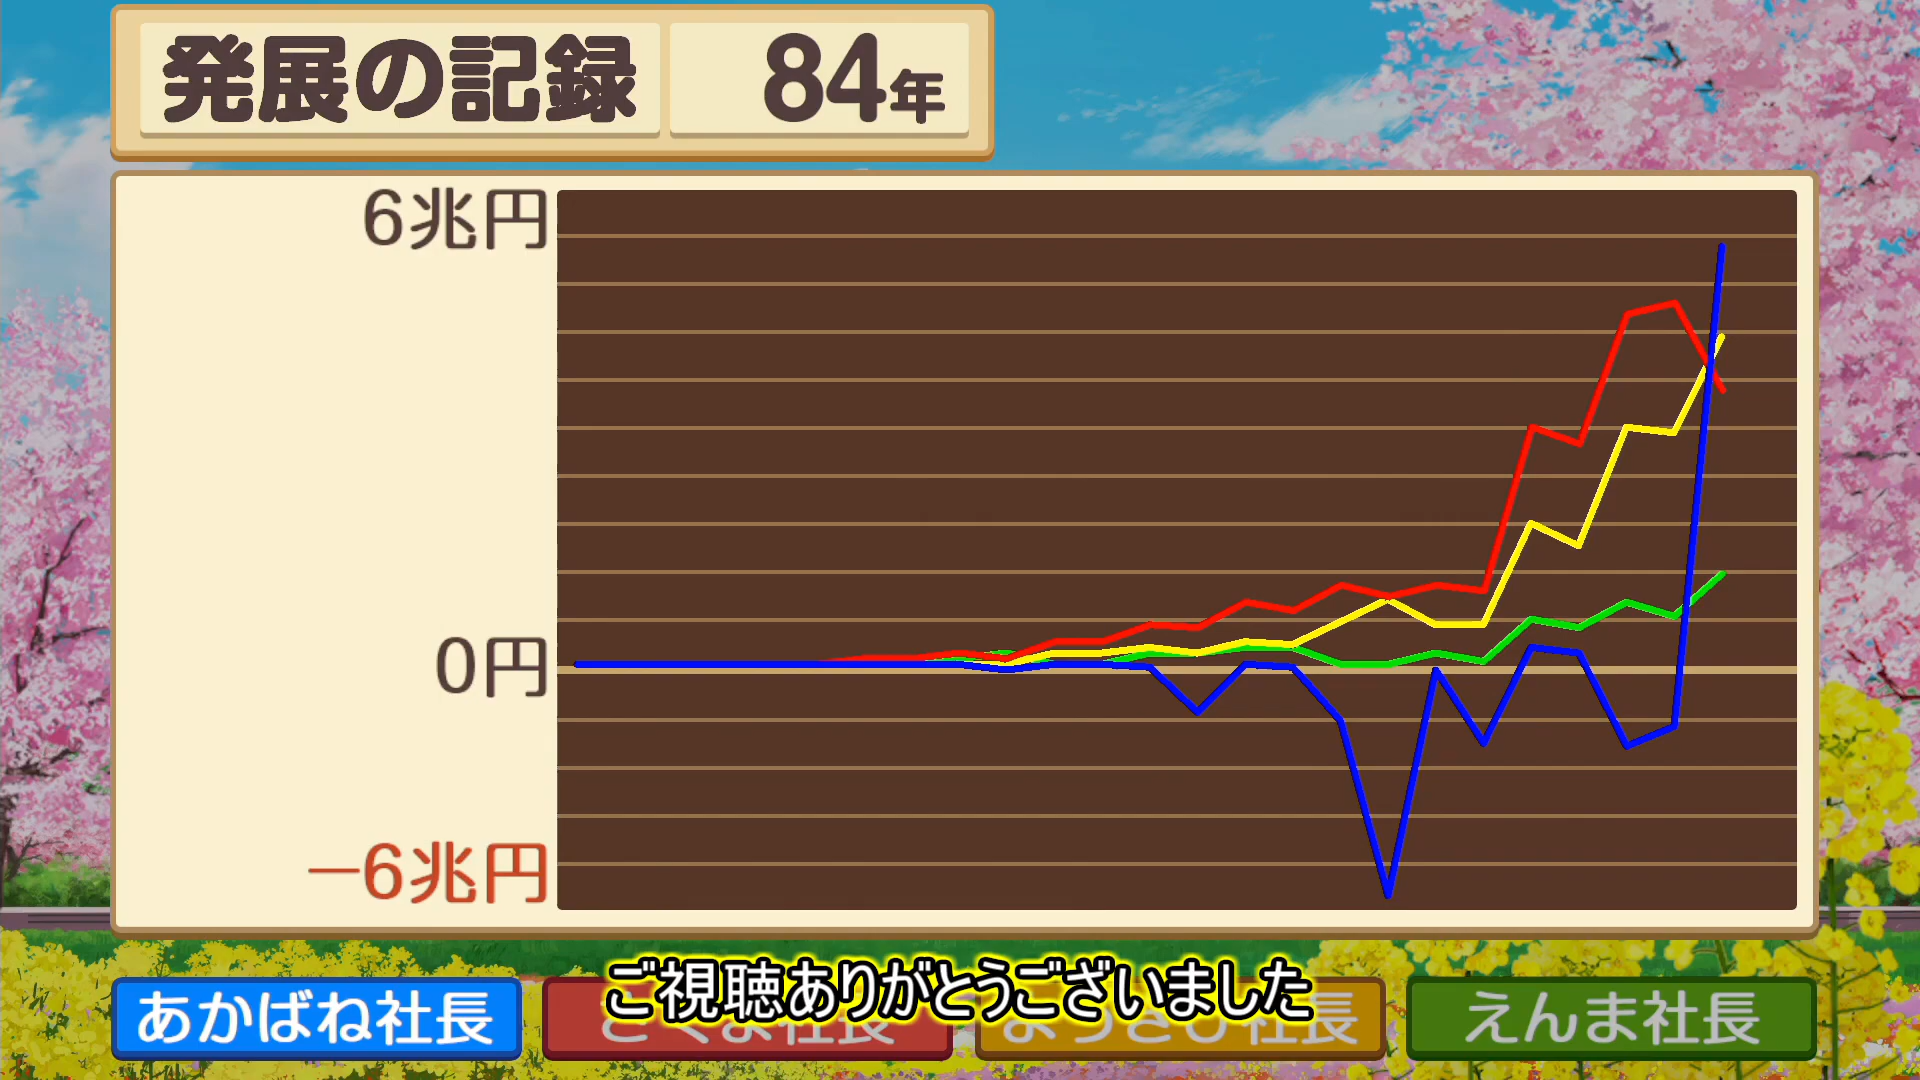 発展の記録 84年
6兆円
0円
−6兆円
ご視聴ありがとうございました
あかばね社長
えんま社長